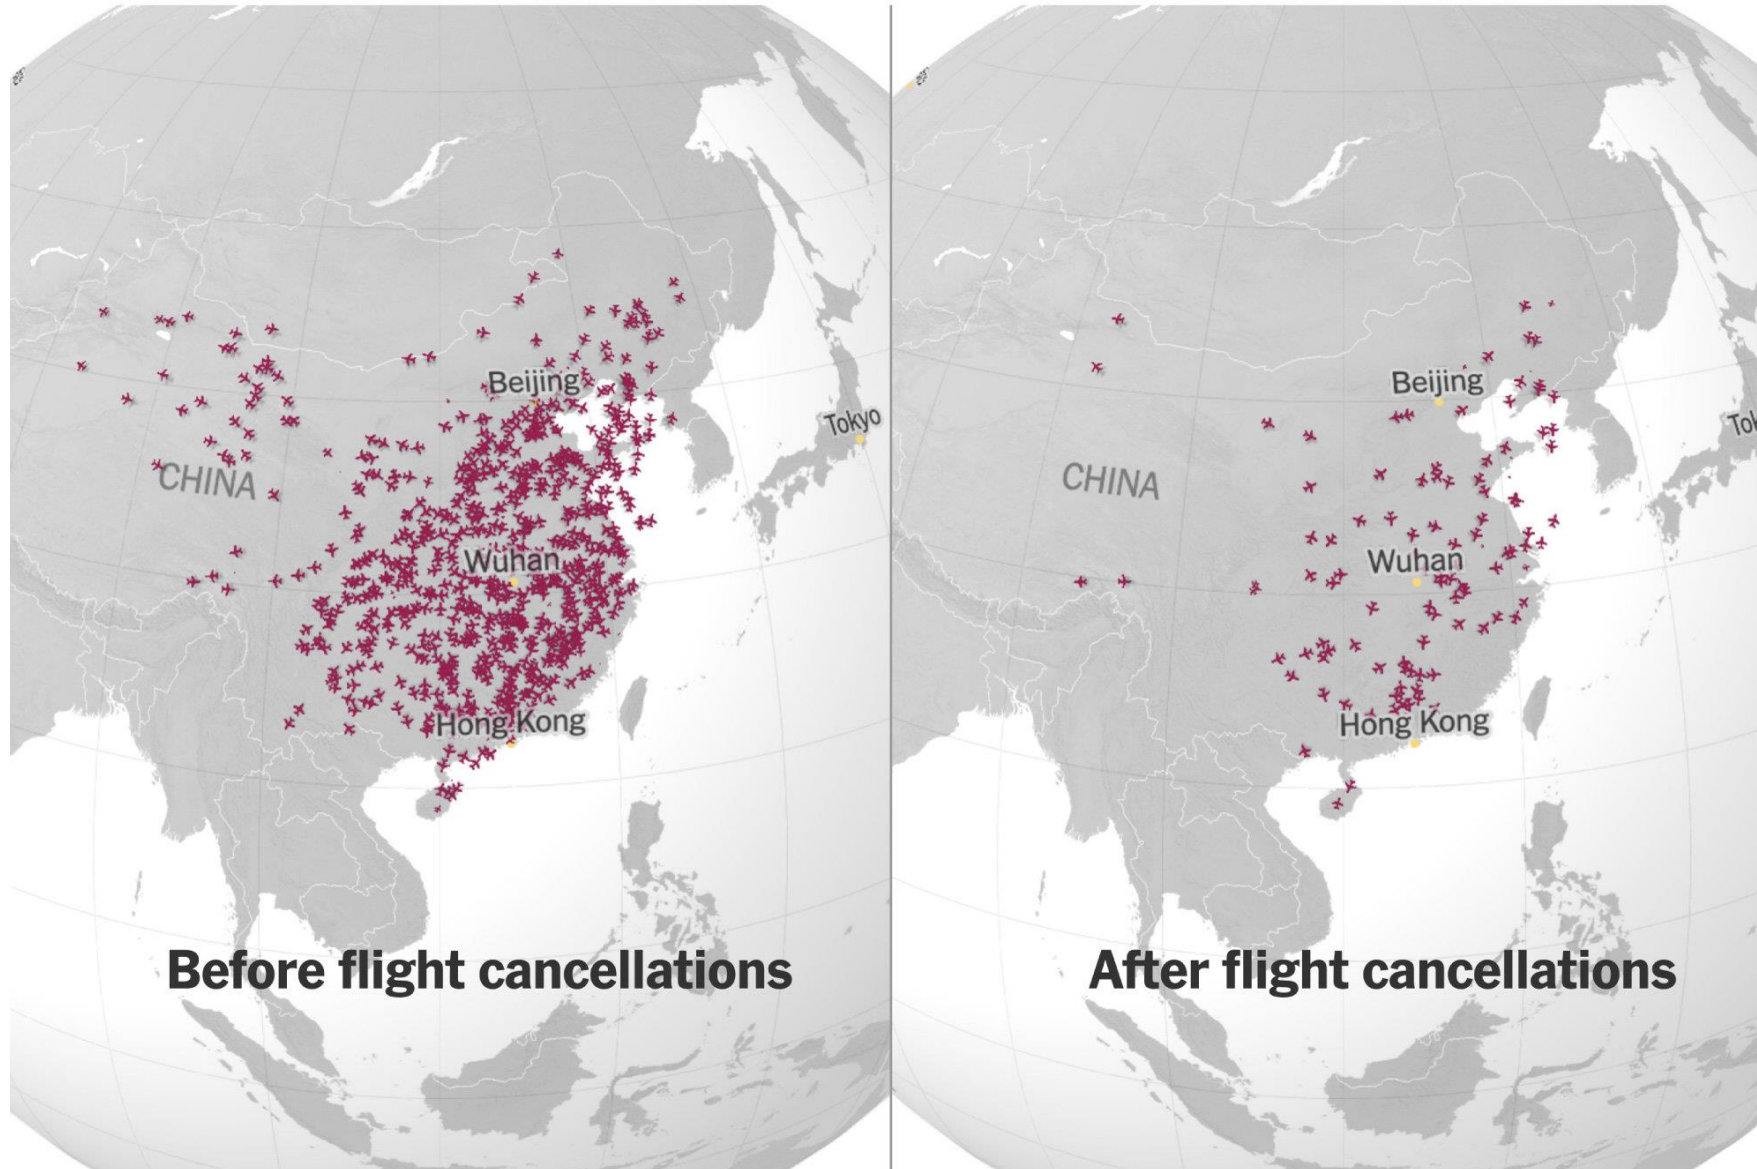 Beijing
Tokyo
CHINA
Wuhan
Hong Kong
Before flight cancellations
Beijing
CHINA
Wuhan
Hong Kong
After flight cancellations